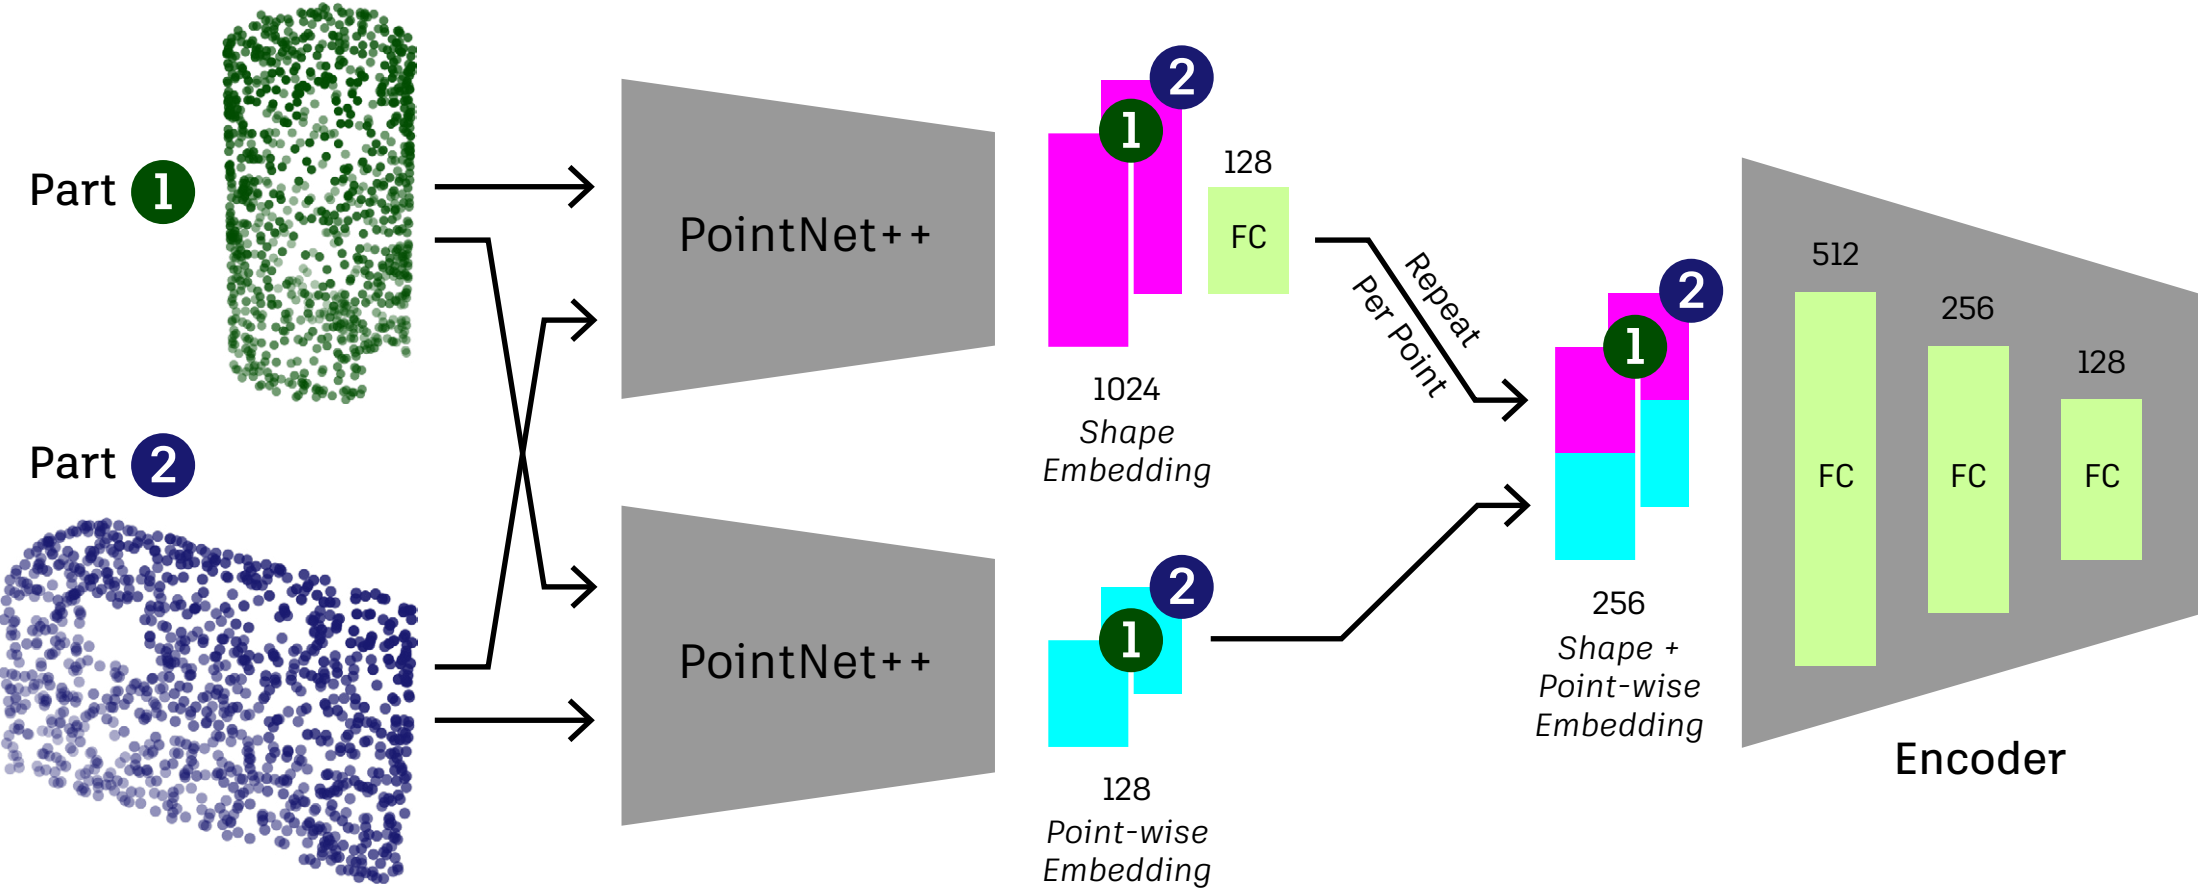 Part 1
Part 2
PointNet++
PointNet++
2
1
128
FC
1024
Shape
Embedding
2
1
128
Point-wise
Embedding
Repeat
Per Point
2
1
256
Shape +
Point-wise
Embedding
512
FC
256
FC
128
FC
Encoder